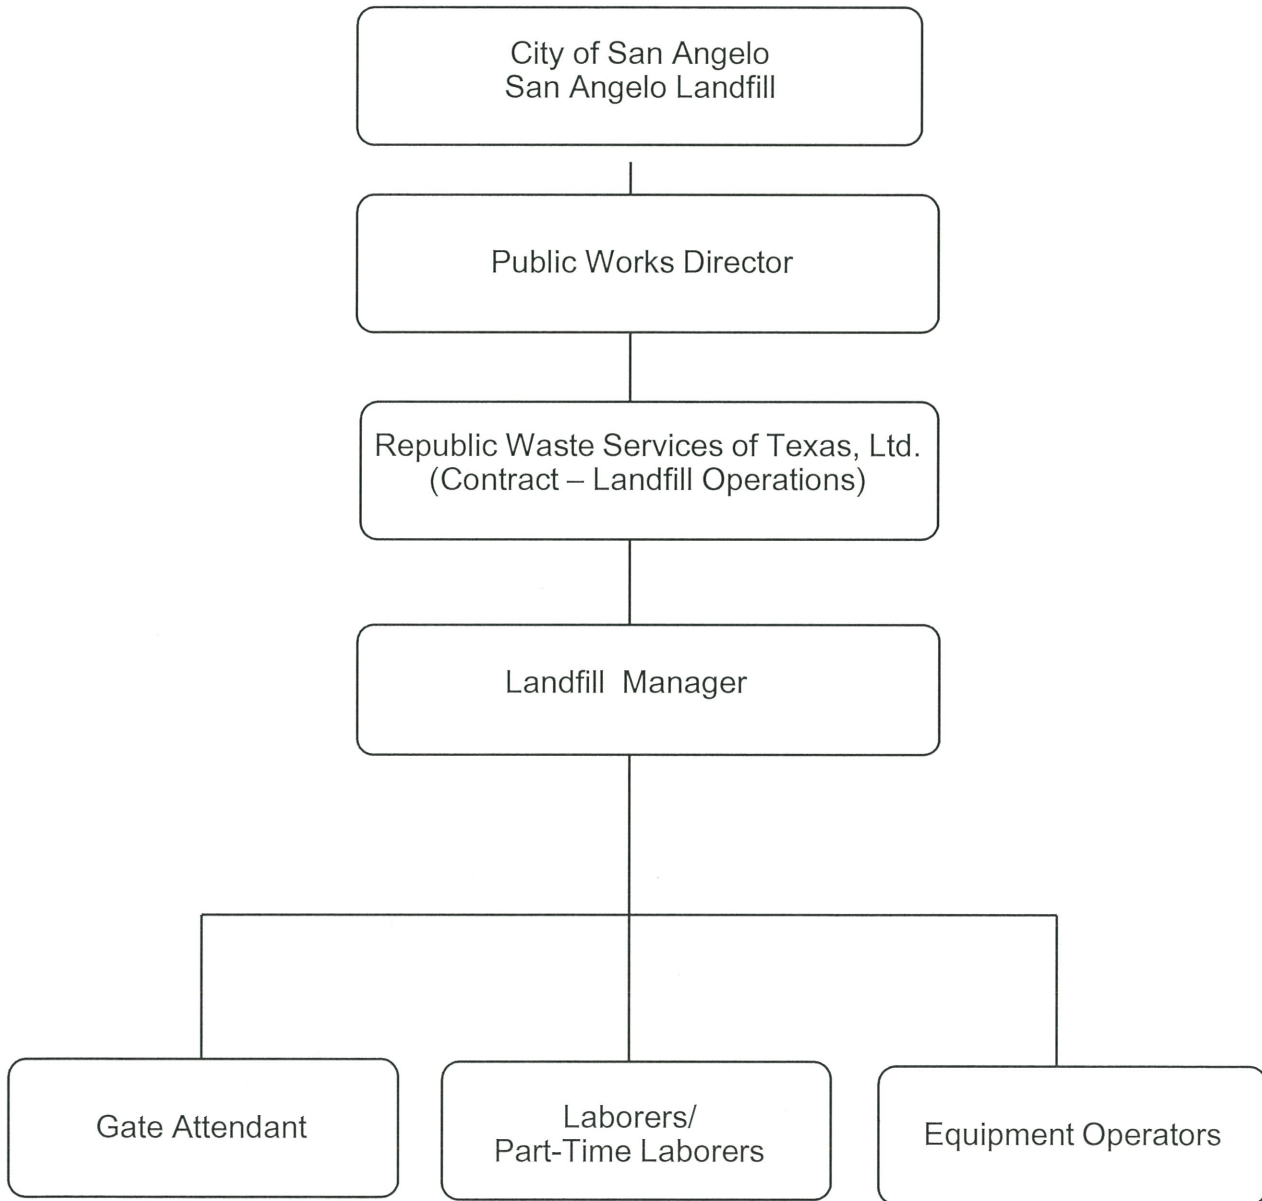 City of San Angelo
San Angelo Landfill
Public Works Director
Republic Waste Services of Texas, Ltd.
(Contract – Landfill Operations)
Landfill  Manager
Gate Attendant
Laborers/
Part-Time Laborers
Equipment Operators